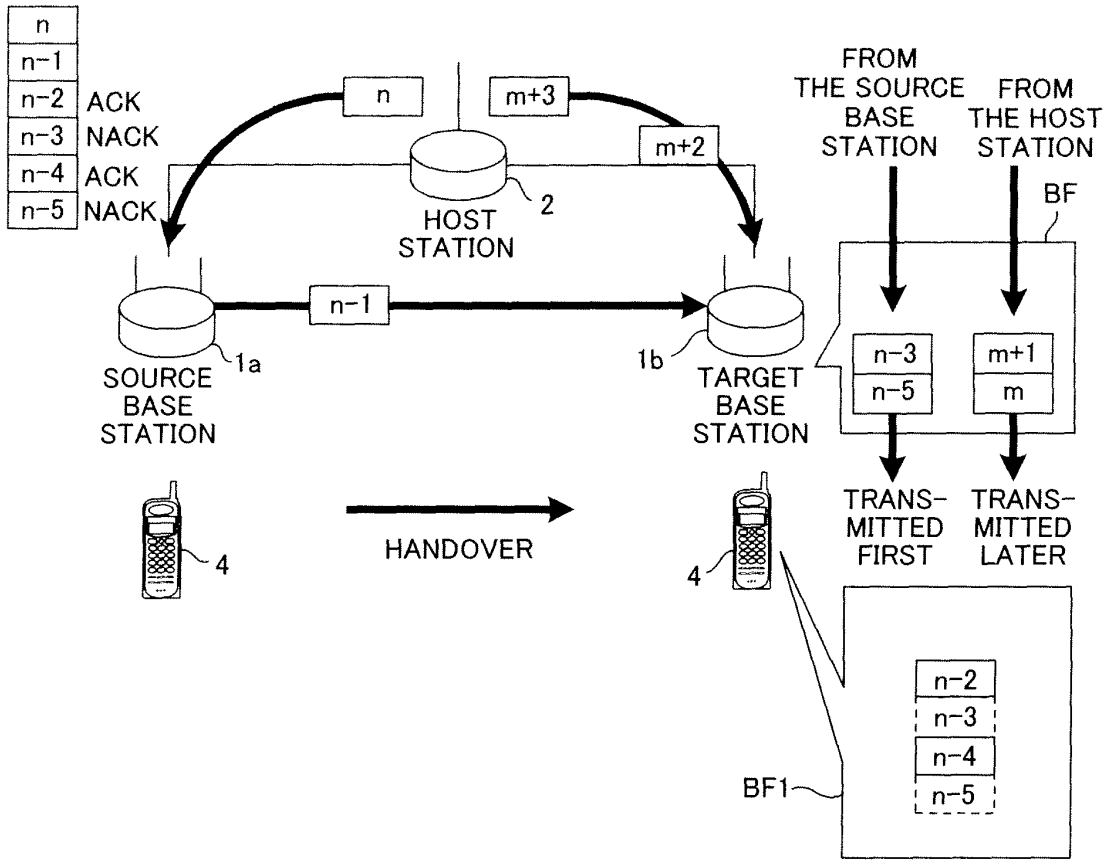 n
n-1
n-2 ACK
n-3 NACK
n-4 ACK
n-5 NACK
n
m+3
m+2
2
HOST
STATION
FROM
THE SOURCE
BASE
STATION
FROM
THE HOST
STATION
BF
n-1
1a
SOURCE
BASE
STATION
1b
TARGET
BASE
STATION
n-3
n-5
m+1
m
TRANS-
MITTED
FIRST
TRANS-
MITTED
LATER
4
HANDOVER
4
n-2
n-3
n-4
n-5
BF1